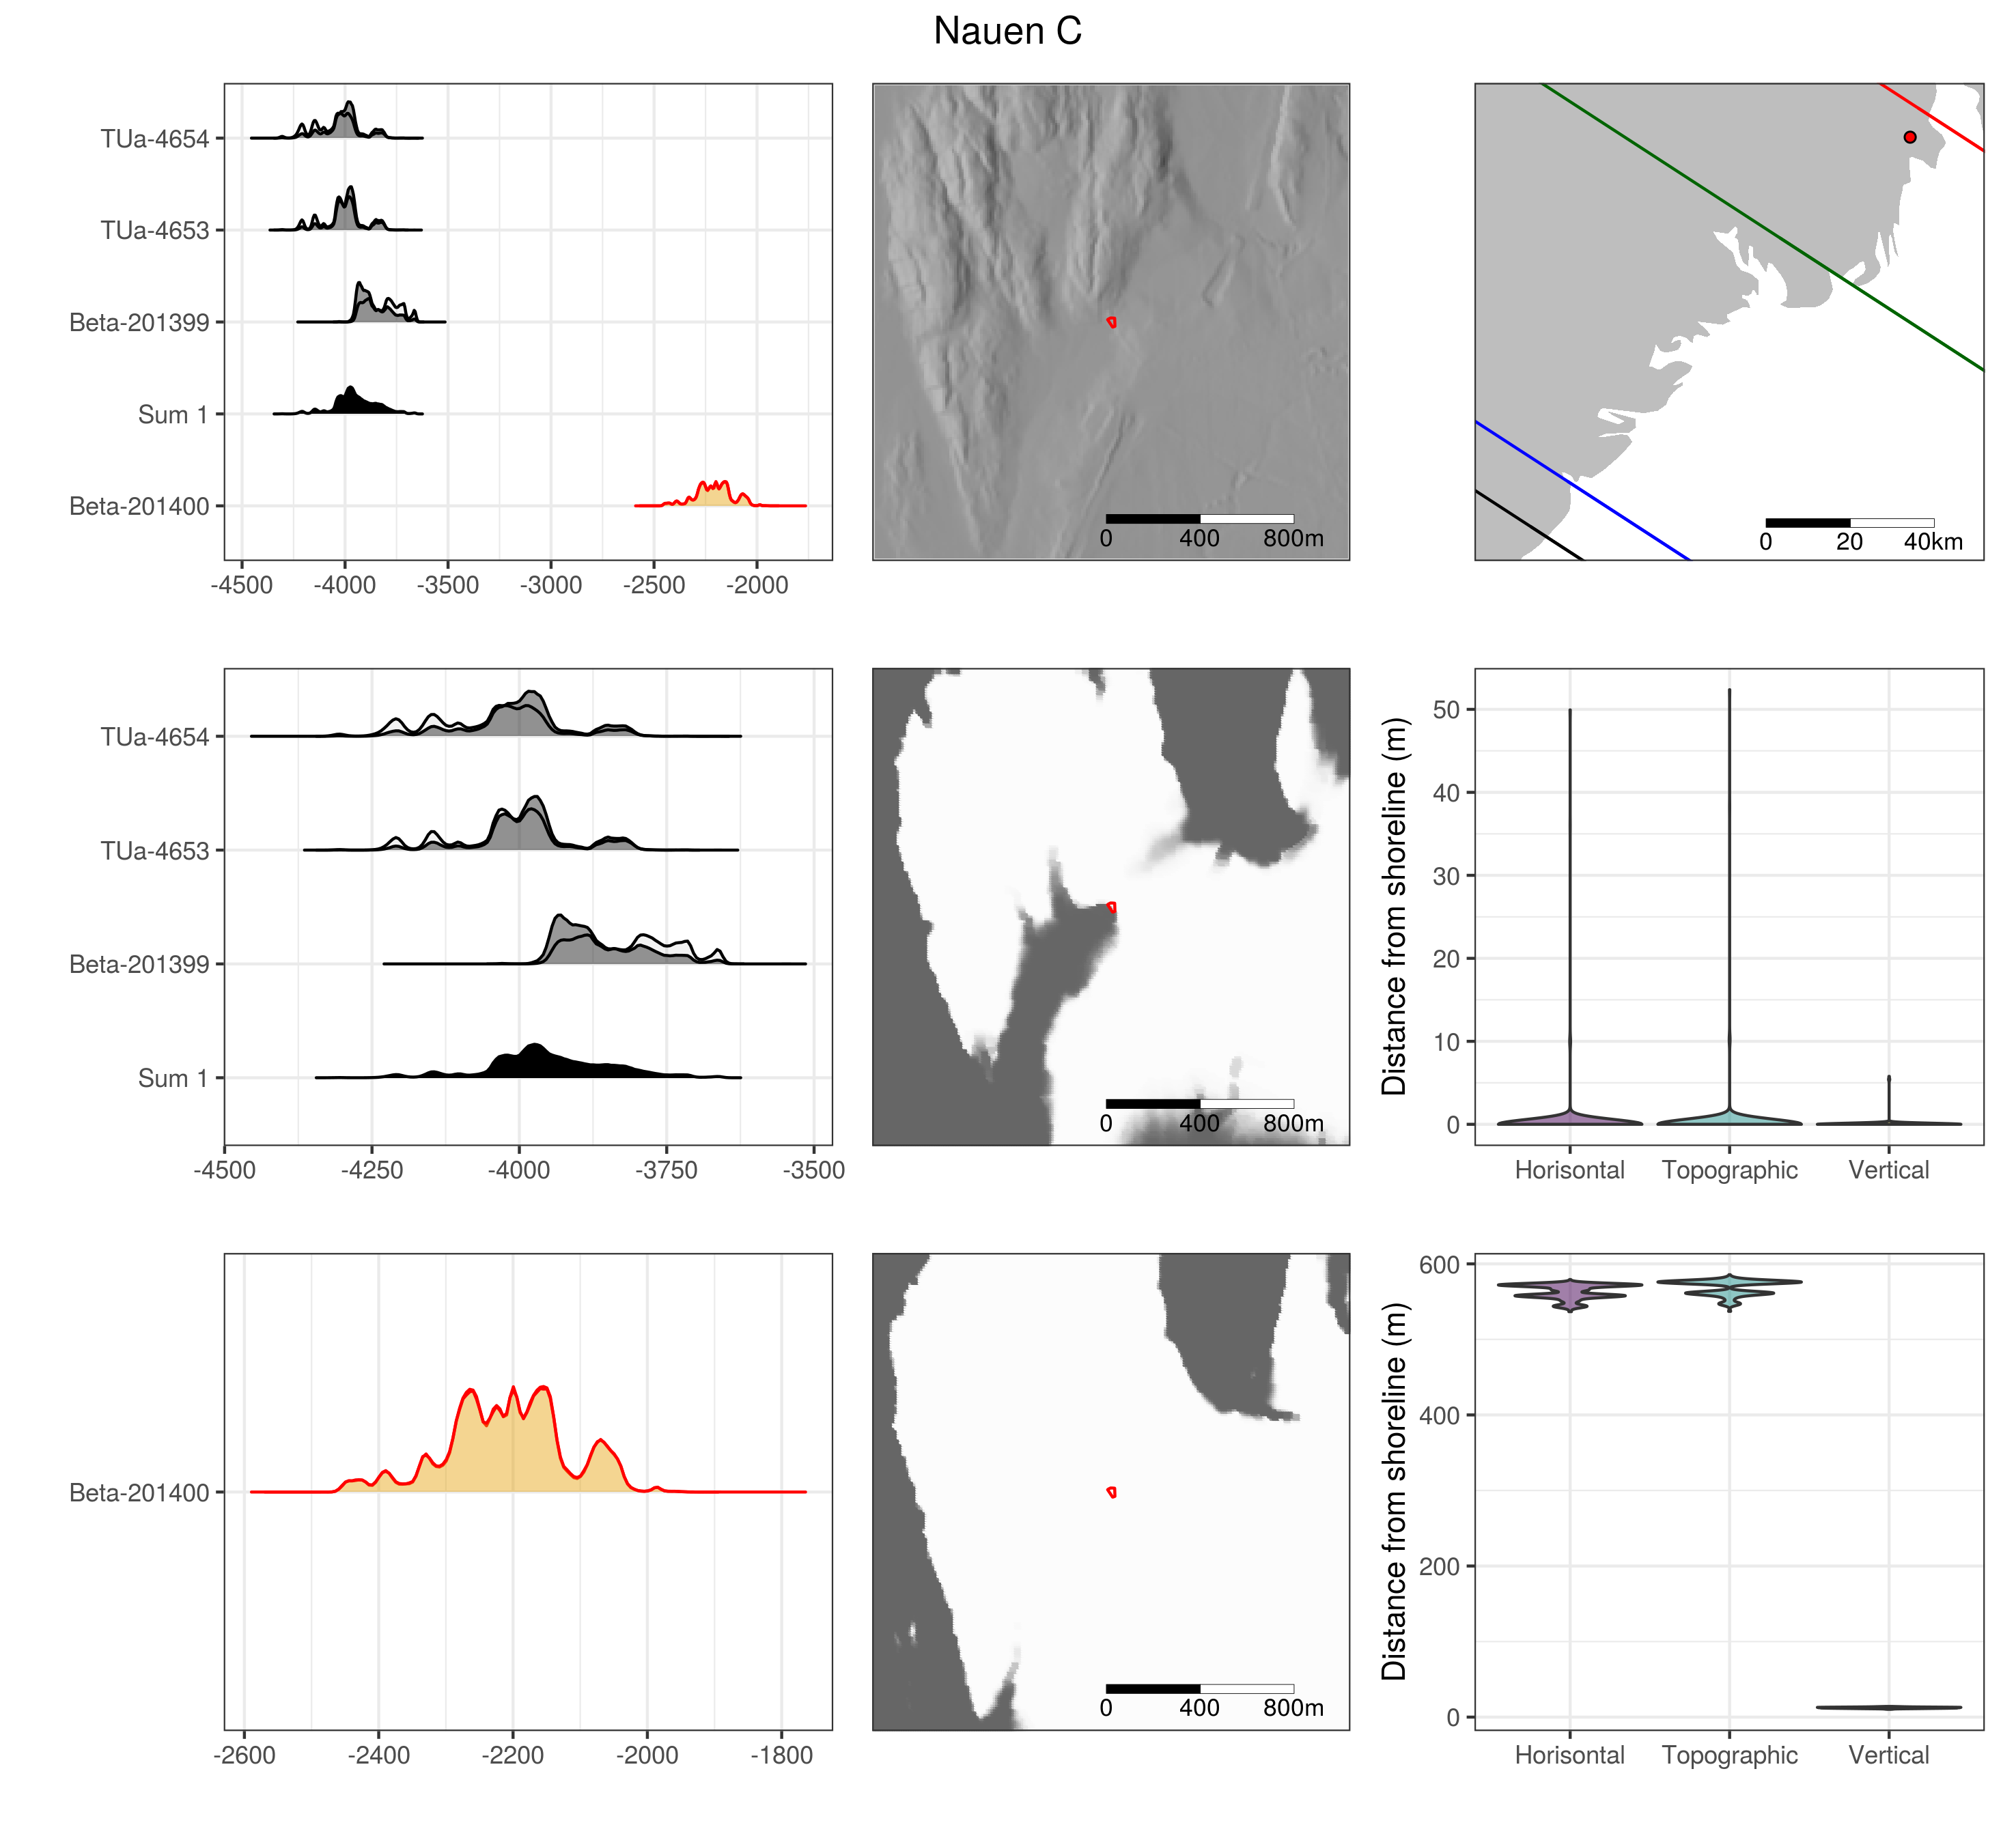 Nauen C
TUa-4654
TUa-4653
Beta-201399
Sum 1
Beta-201400
-4500 -4000 -3500 -3000 -2500 -2000
0 400 800m
0 20 40km
TUa-4654
TUa-4653
Beta-201399
Sum 1
-4500 -4250 -4000 -3750 -3500
0 400 800m
Distance from shoreline (m)
50
40
30
20
10
0
Horisontal Topographic Vertical
Beta-201400
-2600 -2400 -2200 -2000 -1800
0 400 800m
Distance from shoreline (m)
600
400
200
0
Horisontal Topographic Vertical